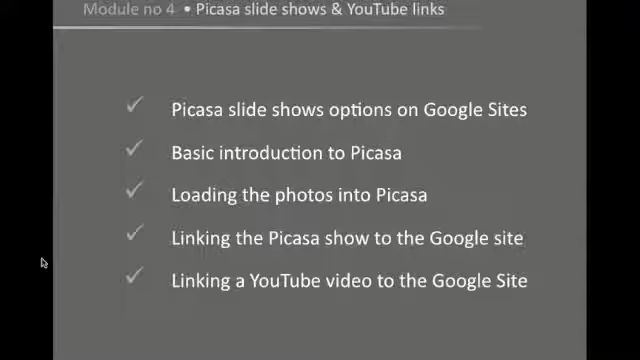 Module no 4 • Picasa slide shows & YouTube links
✓ Picasa slide shows options on Google Sites
✓ Basic introduction to Picasa
✓ Loading the photos into Picasa
✓ Linking the Picasa show to the Google site
✓ Linking a YouTube video to the Google Site